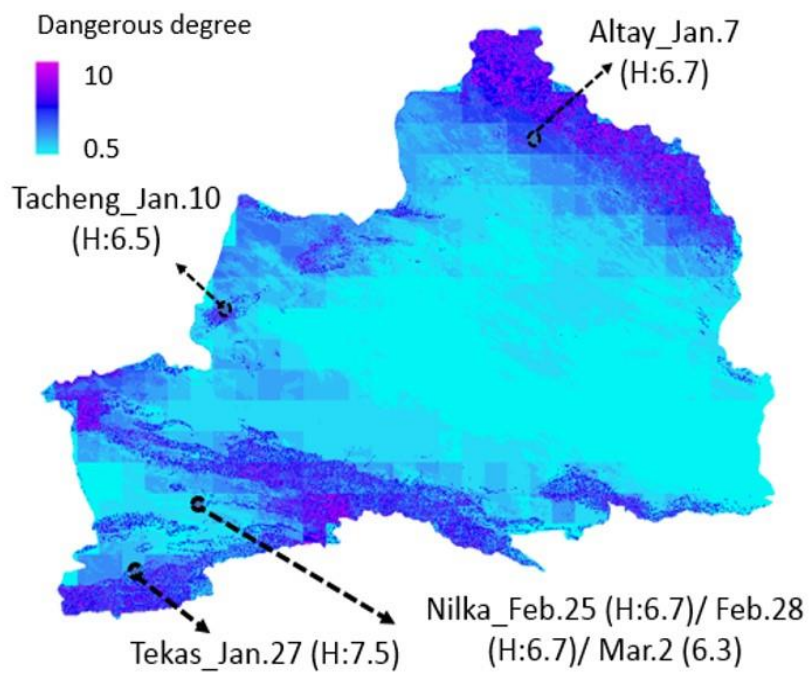 Dangerous degree
10
0.5
Altay_Jan.7
(H:6.7)
Tacheng_Jan.10
(H:6.5)
Nilka_Feb.25 (H:6.7)/ Feb.28
(H:6.7)/ Mar.2 (6.3)
Tekas_Jan.27 (H:7.5)